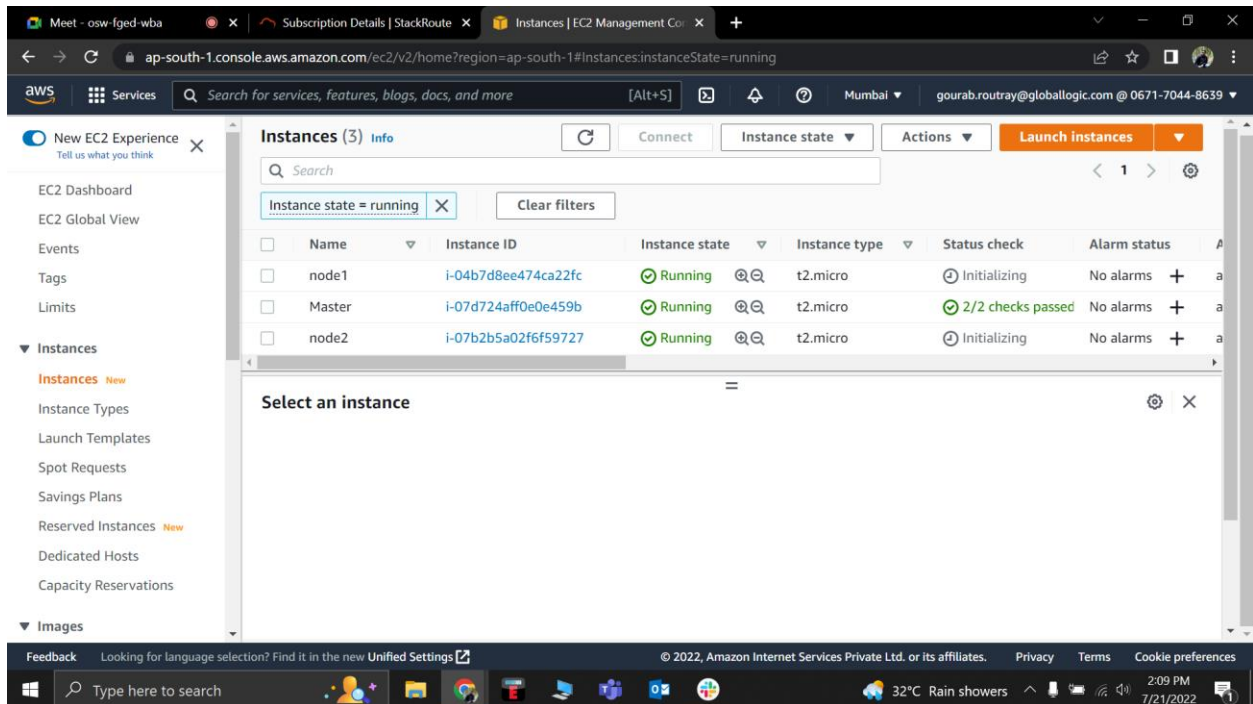 Meet - osw-fged-wba
Subscription Details | StackRoute
Instances | EC2 Management Con
ap-south-1.console.aws.amazon.com/ec2/v2/home?region=ap-south-1#Instances:instanceState=running
aws Services Search for services, features, blogs, docs, and more [Alt+S] Mumbai gourab.routray@globallogic.com @ 0671-7044-8639
New EC2 Experience
Tell us what you think
EC2 Dashboard
EC2 Global View
Events
Tags
Limits
Instances
Instances New
Instance Types
Launch Templates
Spot Requests
Savings Plans
Reserved Instances New
Dedicated Hosts
Capacity Reservations
Images
Instances (3) Info Connect Instance state Actions Launch instances
Search 1
Instance state = running Clear filters
Name Instance ID Instance state Instance type Status check Alarm status A
node1 i-04b7d8ee474ca22fc Running t2.micro Initializing No alarms + a
Master i-07d724aff0e0e459b Running t2.micro 2/2 checks passed No alarms + a
node2 i-07b2b5a02f6f59727 Running t2.micro Initializing No alarms + a
Select an instance
Feedback Looking for language selection? Find it in the new Unified Settings © 2022, Amazon Internet Services Private Ltd. or its affiliates. Privacy Terms Cookie preferences
Type here to search 32°C Rain showers 2:09 PM
7/21/2022